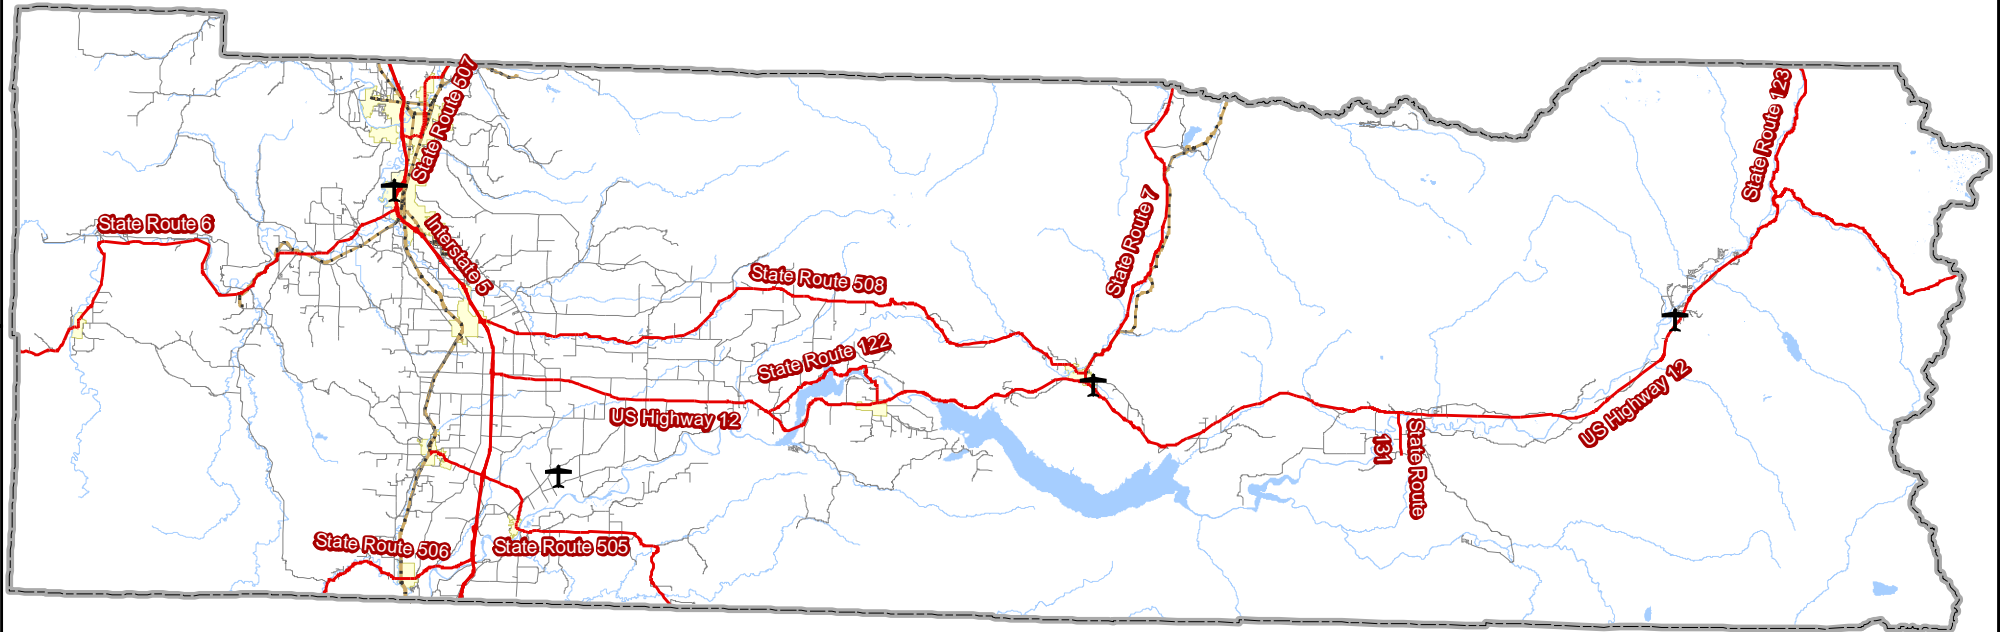 State Route 507
State Route 123
State Route 6
Interstate 5
State Route 7
State Route 508
State Route 122
US Highway 12
US Highway 12
State Route
131
State Route 506
State Route 505